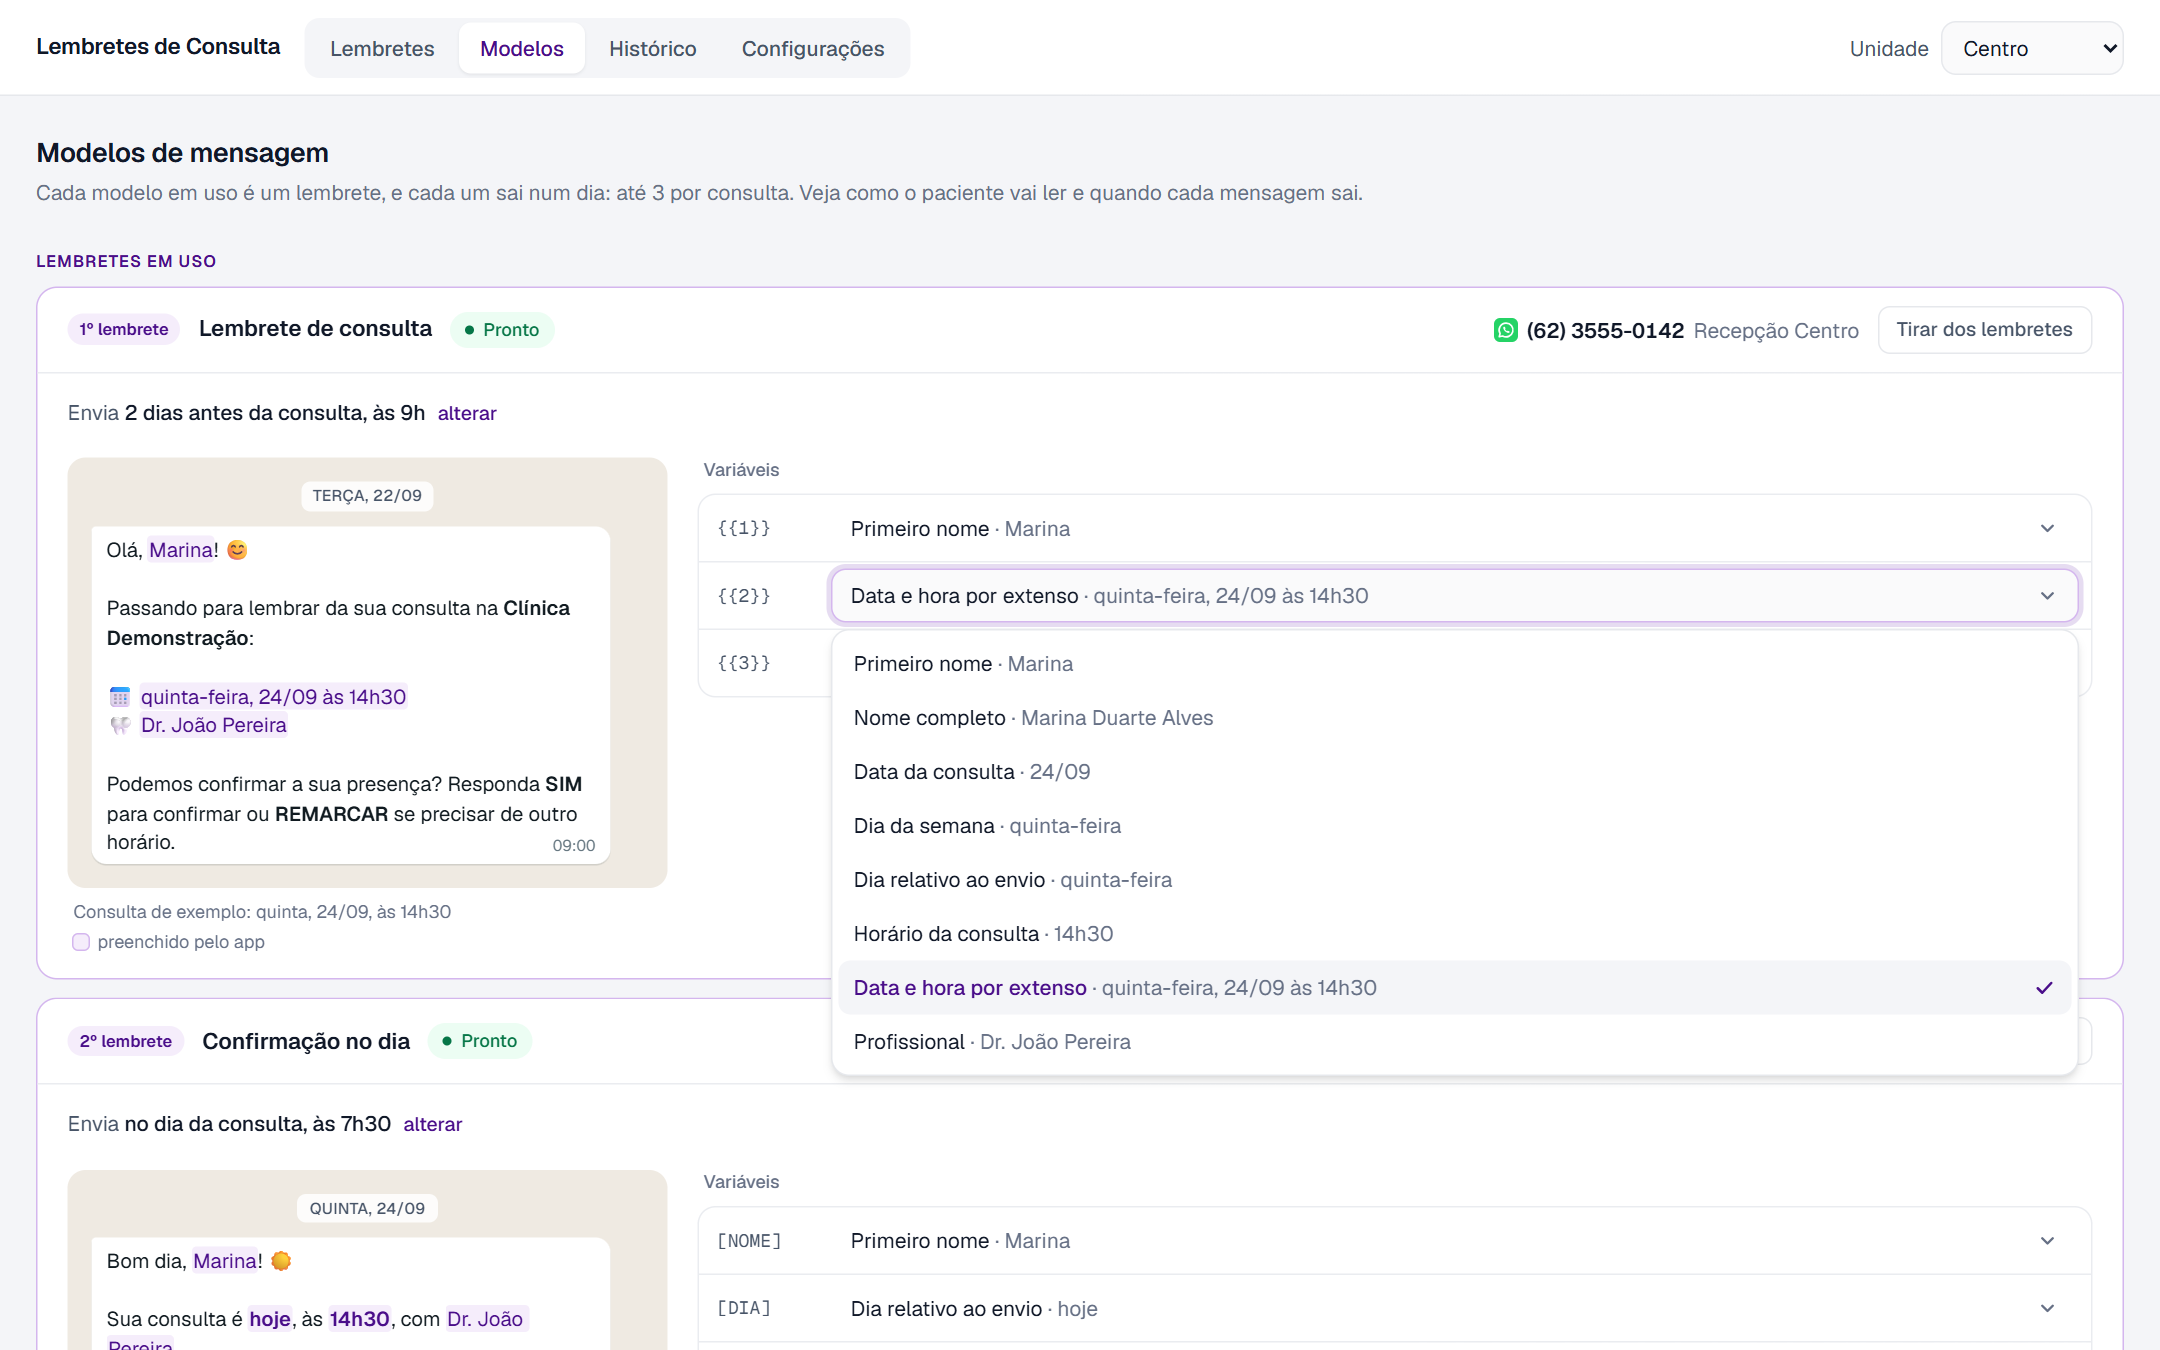 Lembretes de Consulta
Lembretes
Modelos
Histórico
Configurações
Unidade
Centro
Modelos de mensagem
Cada modelo em uso é um lembrete, e cada um sai num dia: até 3 por consulta. Veja como o paciente vai ler e quando cada mensagem sai.
LEMBRETES EM USO
1º lembrete
Lembrete de consulta
Pronto
(62) 3555-0142 Recepção Centro
Tirar dos lembretes
Envia 2 dias antes da consulta, às 9h alterar
TERÇA, 22/09
Olá, Marina! 😊
Passando para lembrar da sua consulta na Clínica
Demonstração:
quinta-feira, 24/09 às 14h30
Dr. João Pereira
Podemos confirmar a sua presença? Responda SIM
para confirmar ou REMARCAR se precisar de outro
horário.
09:00
Consulta de exemplo: quinta, 24/09, às 14h30
preenchido pelo app
Variáveis
{{1}}
Primeiro nome · Marina
{{2}}
Data e hora por extenso · quinta-feira, 24/09 às 14h30
{{3}}
Primeiro nome · Marina
Nome completo · Marina Duarte Alves
Data da consulta · 24/09
Dia da semana · quinta-feira
Dia relativo ao envio · quinta-feira
Horário da consulta · 14h30
Data e hora por extenso · quinta-feira, 24/09 às 14h30
Profissional · Dr. João Pereira
2º lembrete
Confirmação no dia
Pronto
Envia no dia da consulta, às 7h30 alterar
QUINTA, 24/09
Bom dia, Marina!
Sua consulta é hoje, às 14h30, com Dr. João
Pereira
Variáveis
[NOME]
Primeiro nome · Marina
[DIA]
Dia relativo ao envio · hoje